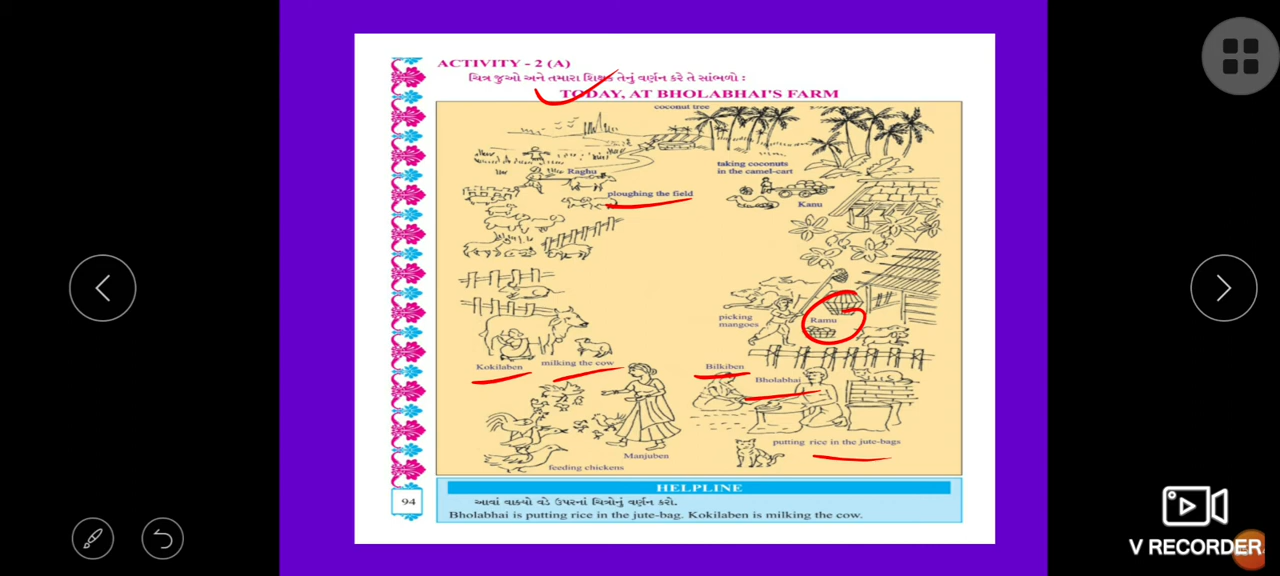 ACTIVITY - 2 (A)
ચિત્ર જુઓ અને તમારા શિક્ષક તેનું વર્ણન કરે તે સાંભળો :
TODAY, AT BHOLABHAI'S FARM
coconut tree
Raghu
taking coconuts
in the camel-cart
ploughing the field
Kanu
picking
mangoes
Ramu
Kokilaben
milking the cow
Bilkiben
Bholabhai
putting rice in the jute-bags
Manjuben
feeding chickens
HELPLINE
94
આવાં વાક્યો વડે ઉપરનાં ચિત્રોનું વર્ણન કરો.
Bholabhai is putting rice in the jute-bag. Kokilaben is milking the cow.
V RECORDER